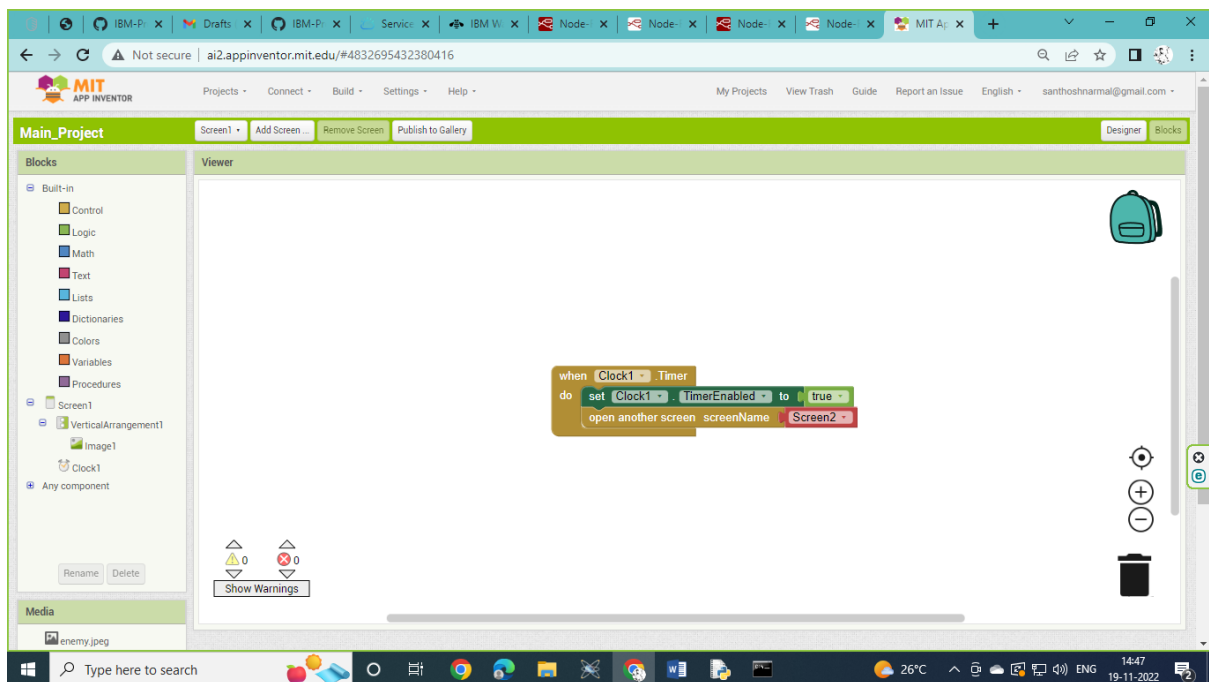 IBM-Pr Drafts IBM-Pr Service IBM W Node- Node- Node- Node- MIT Ap
Not secure ai2.appinventor.mit.edu/#4832695432380416
MIT APP INVENTOR
Projects Connect Build Settings Help My Projects View Trash Guide Report an Issue English santhoshnarmal@gmail.com
Main_Project Screen1 Add Screen ... Remove Screen Publish to Gallery Designer Blocks
Blocks Viewer
Built-in
Control
Logic
Math
Text
Lists
Dictionaries
Colors
Variables
Procedures
Screen1
VerticalArrangement1
Image1
Clock1
Any component
Rename Delete
Media
enemy.jpeg
when Clock1 .Timer
do set Clock1 . TimerEnabled to true
open another screen screenName Screen2
0 0
Show Warnings
Type here to search 26°C ENG 14:47
19-11-2022 2